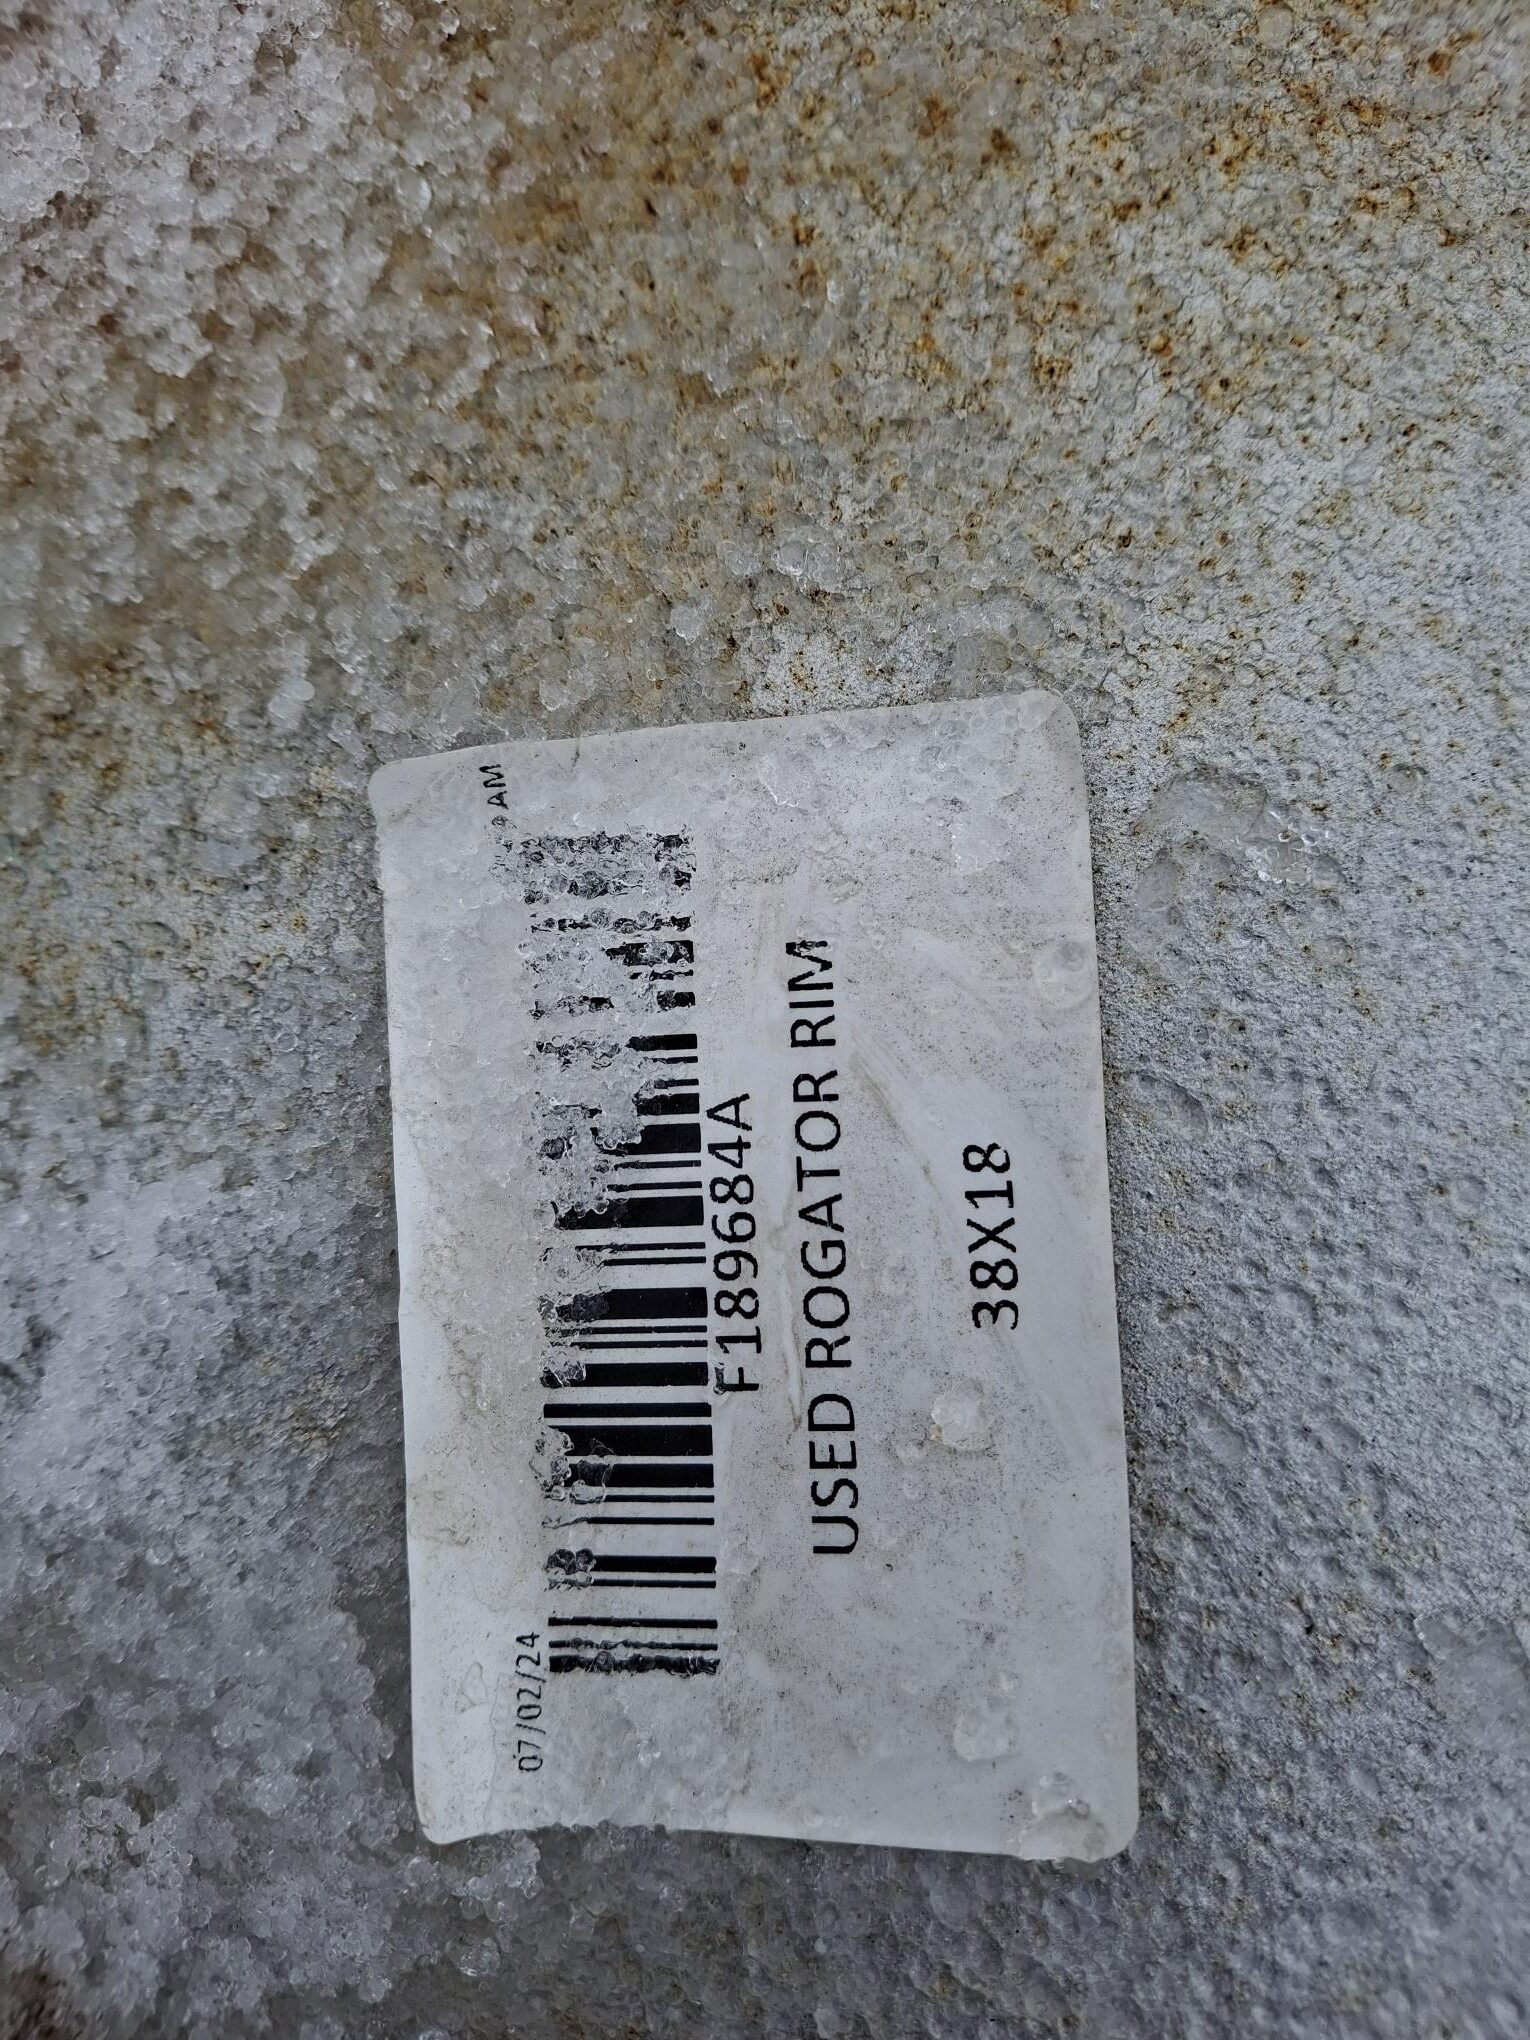 07/02/24 AM
F189684A
USED ROGATOR RIM
38X18